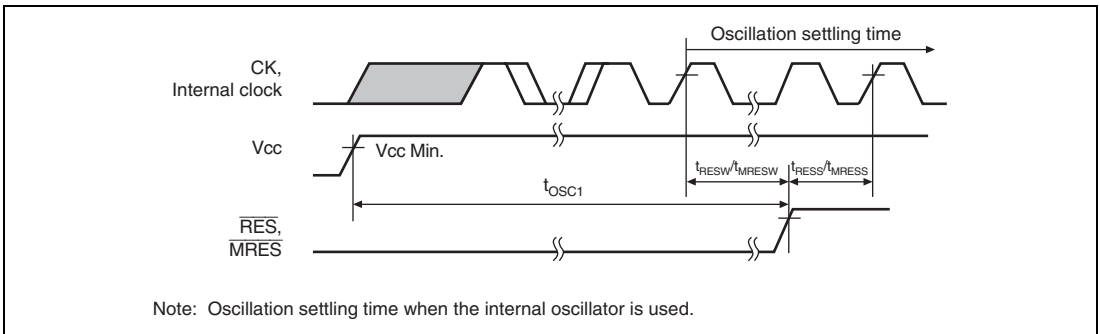 Oscillation settling time
CK,
Internal clock
Vcc
Vcc Min.
tRESW/tMRESW
tRESS/tMRESS
tOSC1
RES,
MRES
Note: Oscillation settling time when the internal oscillator is used.